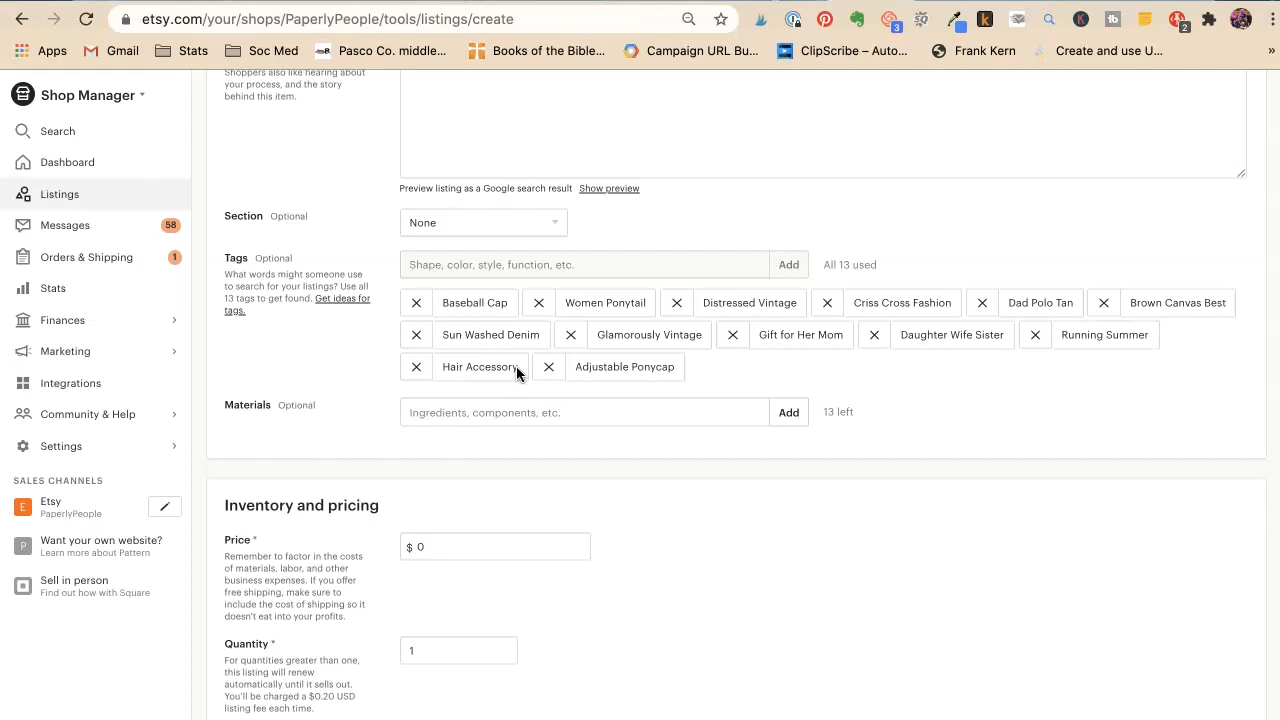 etsy.com/your/shops/PaperlyPeople/tools/listings/create
3
2
Apps
Gmail
Stats
Soc Med
Pasco Co. middle...
Books of the Bible...
Campaign URL Bu...
ClipScribe – Auto...
Frank Kern
Create and use U...
»
Shop Manager
Search
Dashboard
Listings
Messages 58
Orders & Shipping 1
Stats
Finances
Marketing
Integrations
Community & Help
Settings
SALES CHANNELS
E Etsy
PaperlyPeople
P Want your own website?
Learn more about Pattern
Sell in person
Find out how with Square
Shoppers also like hearing about
your process, and the story
behind this item.
Preview listing as a Google search result Show preview
Section Optional
None
Tags Optional
What words might someone use
to search for your listings? Use all
13 tags to get found. Get ideas for
tags.
Shape, color, style, function, etc. Add All 13 used
Baseball Cap Women Ponytail Distressed Vintage Criss Cross Fashion Dad Polo Tan Brown Canvas Best
Sun Washed Denim Glamorously Vintage Gift for Her Mom Daughter Wife Sister Running Summer
Hair Accessory Adjustable Ponycap
Materials Optional
Ingredients, components, etc. Add 13 left
Inventory and pricing
Price *
Remember to factor in the costs
of materials, labor, and other
business expenses. If you offer
free shipping, make sure to
include the cost of shipping so it
doesn't eat into your profits.
$ 0
Quantity *
For quantities greater than one,
this listing will renew
automatically until it sells out.
You'll be charged a $0.20 USD
listing fee each time.
1